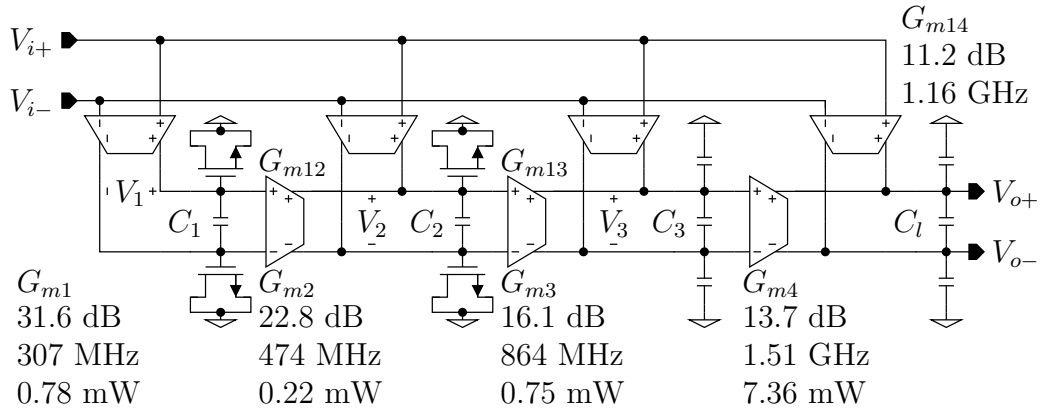 V_{i+}
V_{i-}
G_{m14}
11.2 dB
1.16 GHz
G_{m12}
G_{m13}
V_1
C_1
V_2
C_2
V_3
C_3
C_l
V_{o+}
V_{o-}
G_{m1}
31.6 dB
307 MHz
0.78 mW
G_{m2}
22.8 dB
474 MHz
0.22 mW
G_{m3}
16.1 dB
864 MHz
0.75 mW
G_{m4}
13.7 dB
1.51 GHz
7.36 mW